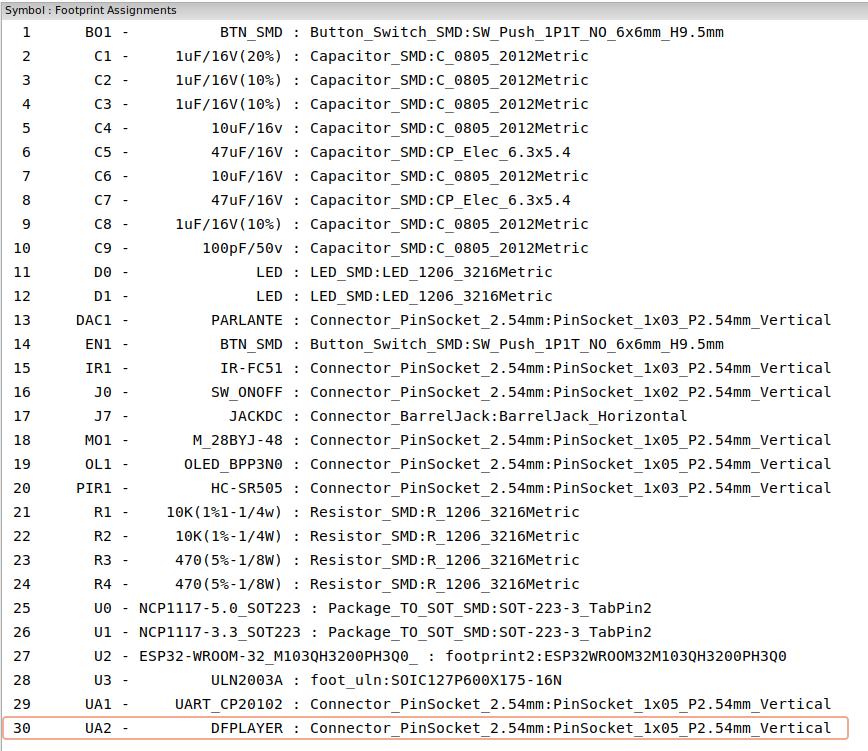 Symbol : Footprint Assignments
1 BO1 - BTN_SMD : Button_Switch_SMD:SW_Push_1P1T_NO_6x6mm_H9.5mm
2 C1 - 1uF/16V(20%) : Capacitor_SMD:C_0805_2012Metric
3 C2 - 1uF/16V(10%) : Capacitor_SMD:C_0805_2012Metric
4 C3 - 1uF/16V(10%) : Capacitor_SMD:C_0805_2012Metric
5 C4 - 10uF/16v : Capacitor_SMD:C_0805_2012Metric
6 C5 - 47uF/16V : Capacitor_SMD:CP_Elec_6.3x5.4
7 C6 - 10uF/16V : Capacitor_SMD:C_0805_2012Metric
8 C7 - 47uF/16V : Capacitor_SMD:CP_Elec_6.3x5.4
9 C8 - 1uF/16V(10%) : Capacitor_SMD:C_0805_2012Metric
10 C9 - 100pF/50v : Capacitor_SMD:C_0805_2012Metric
11 D0 - LED : LED_SMD:LED_1206_3216Metric
12 D1 - LED : LED_SMD:LED_1206_3216Metric
13 DAC1 - PARLANTE : Connector_PinSocket_2.54mm:PinSocket_1x03_P2.54mm_Vertical
14 EN1 - BTN_SMD : Button_Switch_SMD:SW_Push_1P1T_NO_6x6mm_H9.5mm
15 IR1 - IR-FC51 : Connector_PinSocket_2.54mm:PinSocket_1x03_P2.54mm_Vertical
16 J0 - SW_ONOFF : Connector_PinSocket_2.54mm:PinSocket_1x02_P2.54mm_Vertical
17 J7 - JACKDC : Connector_BarrelJack:BarrelJack_Horizontal
18 MO1 - M_28BYJ-48 : Connector_PinSocket_2.54mm:PinSocket_1x05_P2.54mm_Vertical
19 OL1 - OLED_BPP3N0 : Connector_PinSocket_2.54mm:PinSocket_1x05_P2.54mm_Vertical
20 PIR1 - HC-SR505 : Connector_PinSocket_2.54mm:PinSocket_1x03_P2.54mm_Vertical
21 R1 - 10K(1%1-1/4w) : Resistor_SMD:R_1206_3216Metric
22 R2 - 10K(1%-1/4W) : Resistor_SMD:R_1206_3216Metric
23 R3 - 470(5%-1/8W) : Resistor_SMD:R_1206_3216Metric
24 R4 - 470(5%-1/8W) : Resistor_SMD:R_1206_3216Metric
25 U0 - NCP1117-5.0_SOT223 : Package_TO_SOT_SMD:SOT-223-3_TabPin2
26 U1 - NCP1117-3.3_SOT223 : Package_TO_SOT_SMD:SOT-223-3_TabPin2
27 U2 - ESP32-WROOM-32_M103QH3200PH3Q0_ : footprint2:ESP32WROOM32M103QH3200PH3Q0
28 U3 - ULN2003A : foot_uln:SOIC127P600X175-16N
29 UA1 - UART_CP20102 : Connector_PinSocket_2.54mm:PinSocket_1x05_P2.54mm_Vertical
30 UA2 - DFPLAYER : Connector_PinSocket_2.54mm:PinSocket_1x05_P2.54mm_Vertical